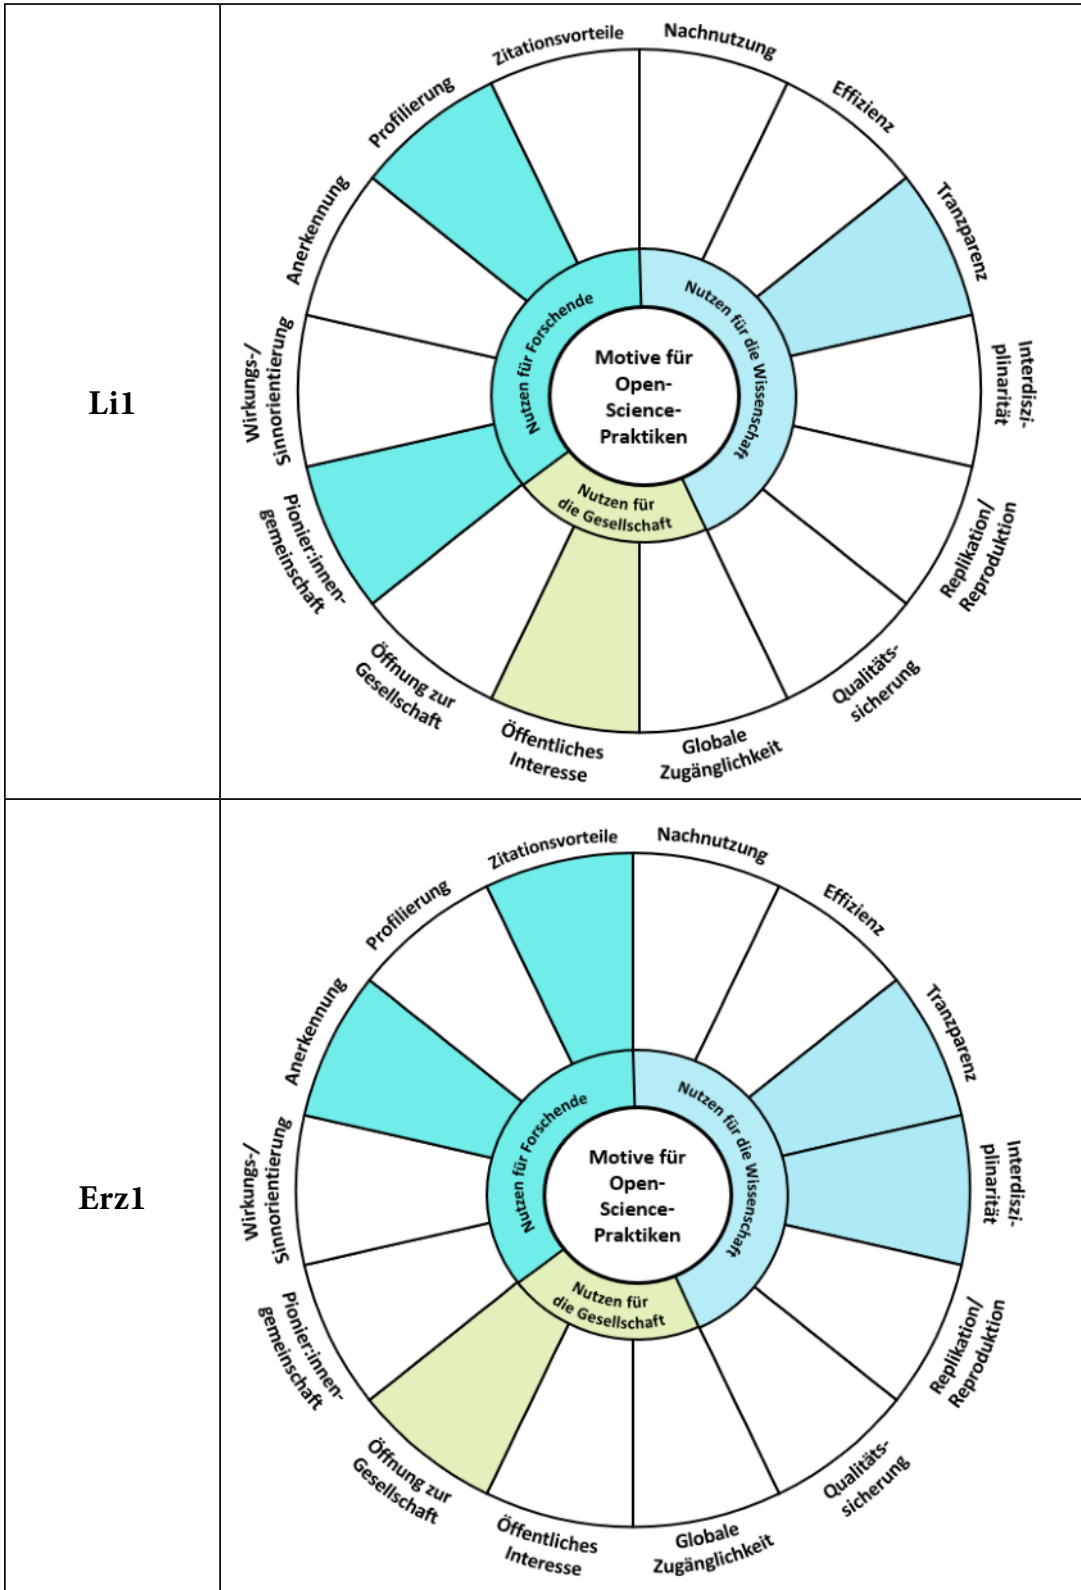 Li1
Zitationsvorteile
Nachnutzung
Effizienz
Tranzparenz
Interdiszi-
plinarität
Replikation/
Reproduktion
Qualitäts-
sicherung
Globale
Zugänglichkeit
Öffentliches
Interesse
Öffnung zur
Gesellschaft
Pionier:innen-
gemeinschaft
Wirkungs-/
Sinnorientierung
Anerkennung
Profilierung
Nutzen für Forschende
Nutzen für die Wissenschaft
Nutzen für
die Gesellschaft
Motive für
Open-
Science-
Praktiken
Erz1
Zitationsvorteile
Nachnutzung
Effizienz
Tranzparenz
Interdiszi-
plinarität
Replikation/
Reproduktion
Qualitäts-
sicherung
Globale
Zugänglichkeit
Öffentliches
Interesse
Öffnung zur
Gesellschaft
Pionier:innen-
gemeinschaft
Wirkungs-/
Sinnorientierung
Anerkennung
Profilierung
Nutzen für Forschende
Nutzen für die Wissenschaft
Nutzen für
die Gesellschaft
Motive für
Open-
Science-
Praktiken